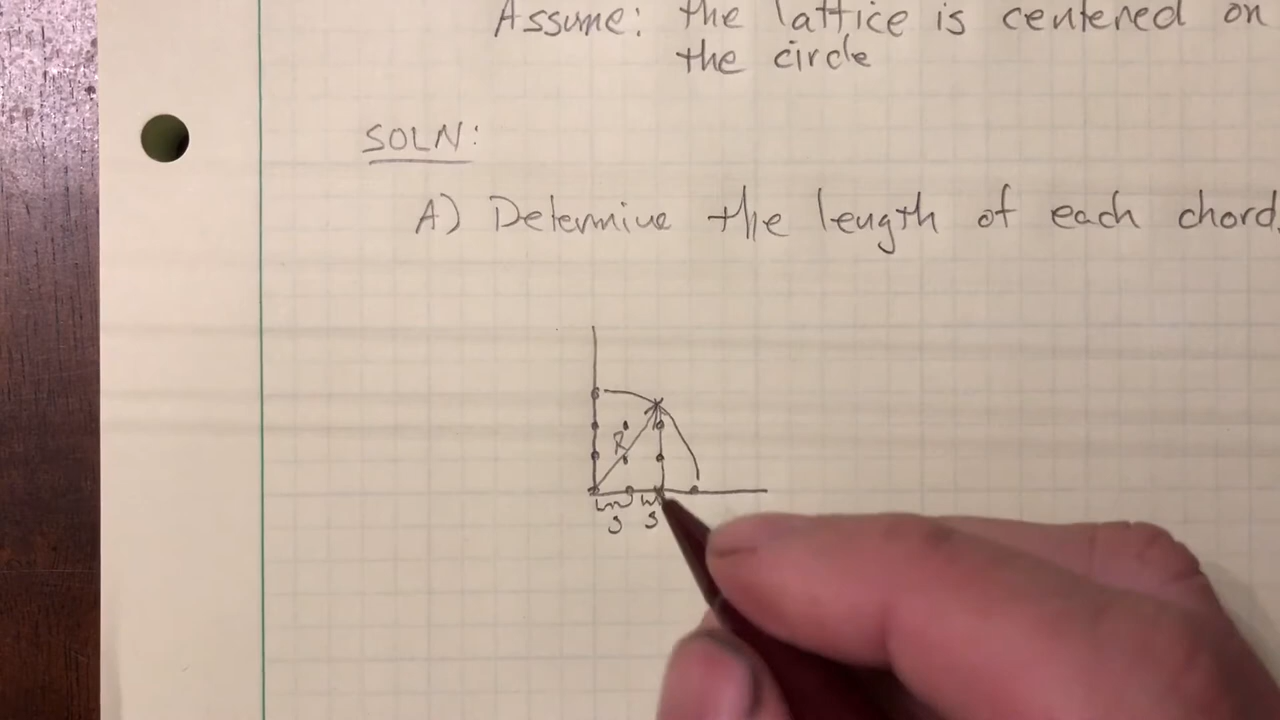 Assume: the lattice is centered on
the circle
SOLN:
A) Determine the length of each chord.
R
S S